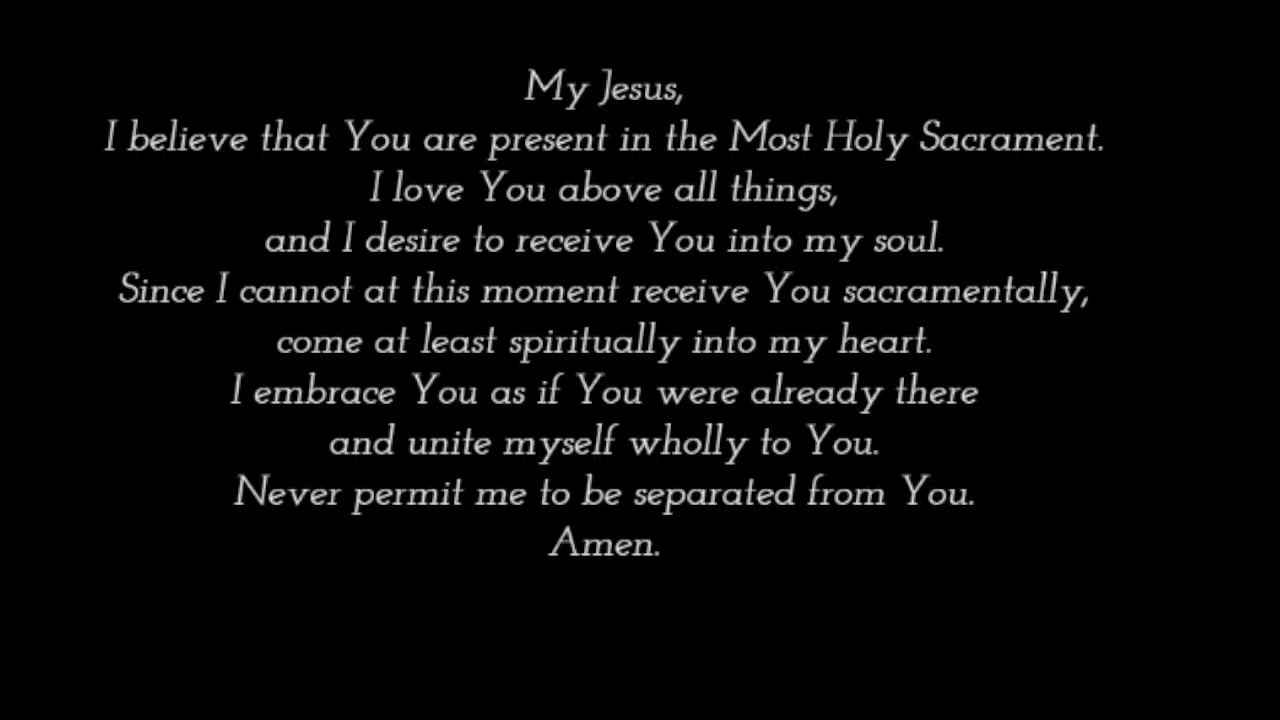 My Jesus,
I believe that You are present in the Most Holy Sacrament.
I love You above all things,
and I desire to receive You into my soul.
Since I cannot at this moment receive You sacramentally,
come at least spiritually into my heart.
I embrace You as if You were already there
and unite myself wholly to You.
Never permit me to be separated from You.
Amen.